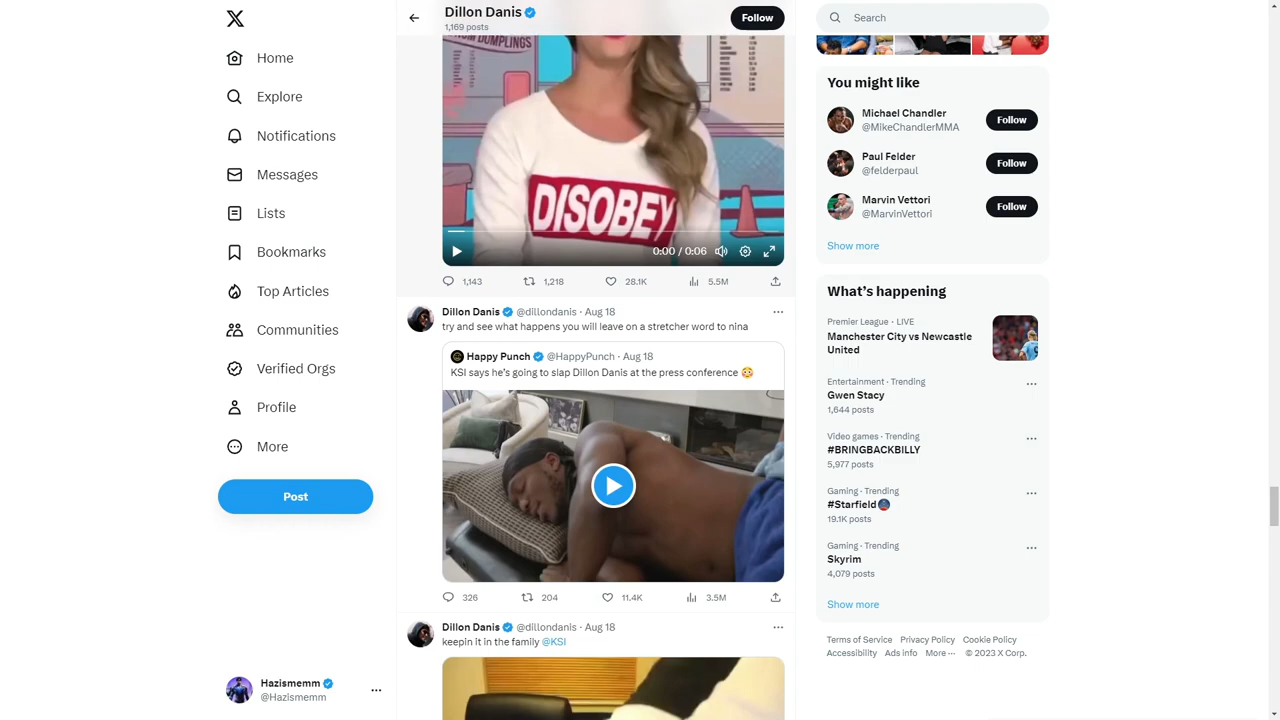 Home
Explore
Notifications
Messages
Lists
Bookmarks
Top Articles
Communities
Verified Orgs
Profile
More
Post
Hazismemm
@Hazismemm
Dillon Danis
1,169 posts
Follow
DUMPLINGS
DISOBEY
0:00 / 0:06
1,143 1,218 28.1K 5.5M
Dillon Danis @dillondanis · Aug 18
try and see what happens you will leave on a stretcher word to nina
Happy Punch @HappyPunch · Aug 18
KSI says he's going to slap Dillon Danis at the press conference 😳
326 204 11.4K 3.5M
Dillon Danis @dillondanis · Aug 18
keepin it in the family @KSI
Search
You might like
Michael Chandler
@MikeChandlerMMA
Follow
Paul Felder
@felderpaul
Follow
Marvin Vettori
@MarvinVettori
Follow
Show more
What's happening
Premier League · LIVE
Manchester City vs Newcastle
United
Entertainment · Trending
Gwen Stacy
1,644 posts
Video games · Trending
#BRINGBACKBILLY
5,977 posts
Gaming · Trending
#Starfield
19.1K posts
Gaming · Trending
Skyrim
4,079 posts
Show more
Terms of Service Privacy Policy Cookie Policy
Accessibility Ads info More ··· © 2023 X Corp.